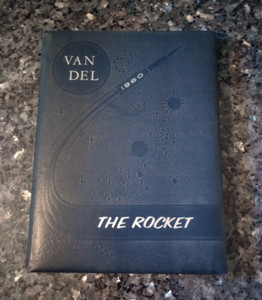 VAN
DEL
1960
THE ROCKET